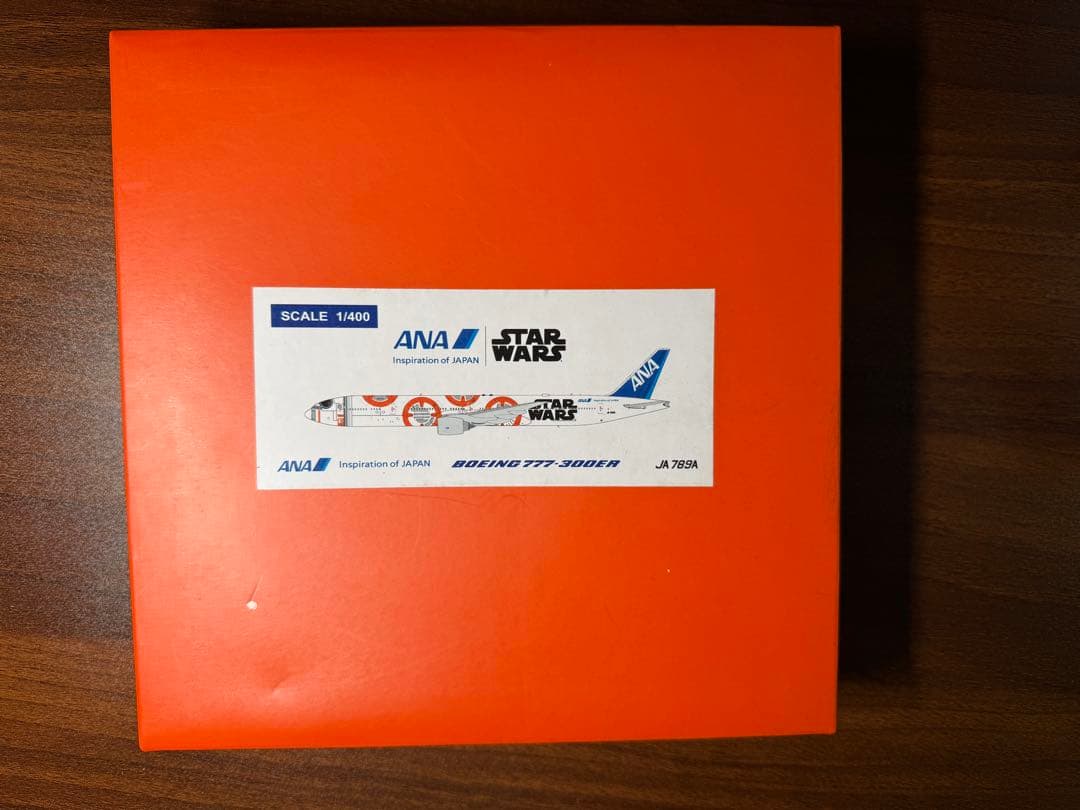 SCALE 1/400
ANA STAR WARS
Inspiration of JAPAN
ANA
STAR WARS
ANA Inspiration of JAPAN BOEING 777-300ER JA789A